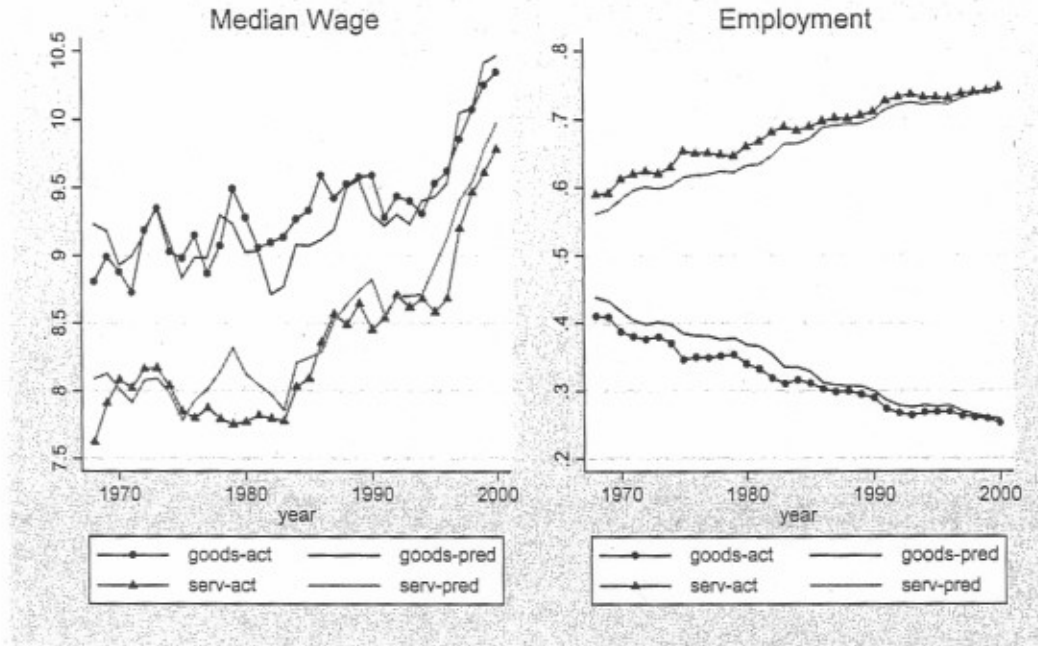 Median Wage
10.5
10
9.5
9
8.5
8
7.5
1970
1980
1990
2000
year
goods-act
goods-pred
serv-act
serv-pred
Employment
.8
.7
.6
.5
.4
.3
.2
1970
1980
1990
2000
year
goods-act
goods-pred
serv-act
serv-pred